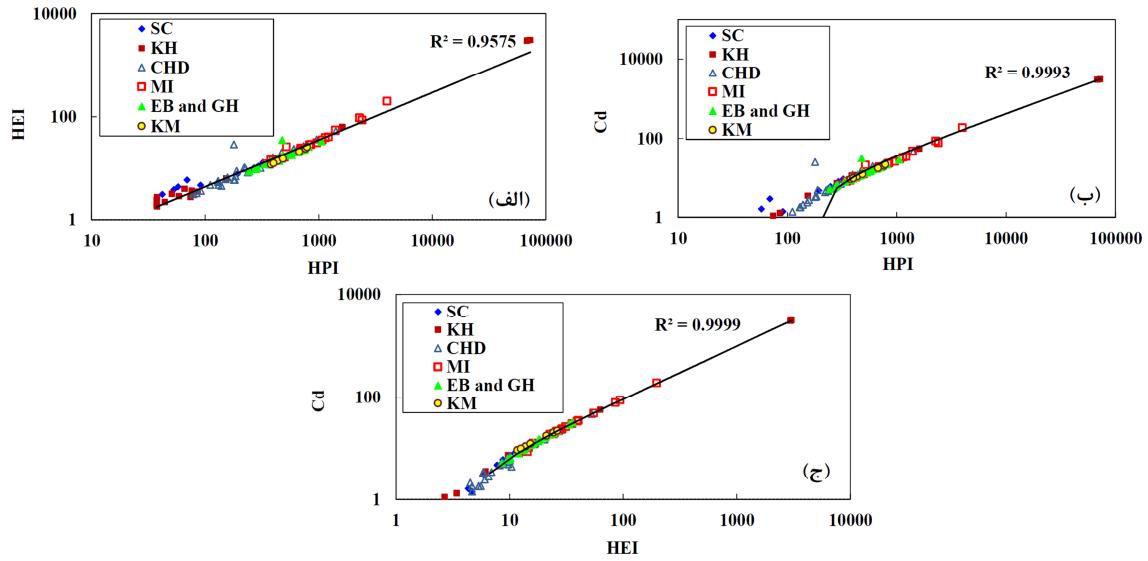 10000
SC
KH
CHD
MI
EB and GH
KM
R² = 0.9575
HEI
100
1
(الف)
10
100
1000
10000
100000
HPI
10000
SC
KH
CHD
MI
EB and GH
KM
R² = 0.9993
Cd
100
1
(ب)
10
100
1000
10000
100000
HPI
10000
SC
KH
CHD
MI
EB and GH
KM
R² = 0.9999
Cd
100
1
(ج)
1
10
100
1000
10000
HEI